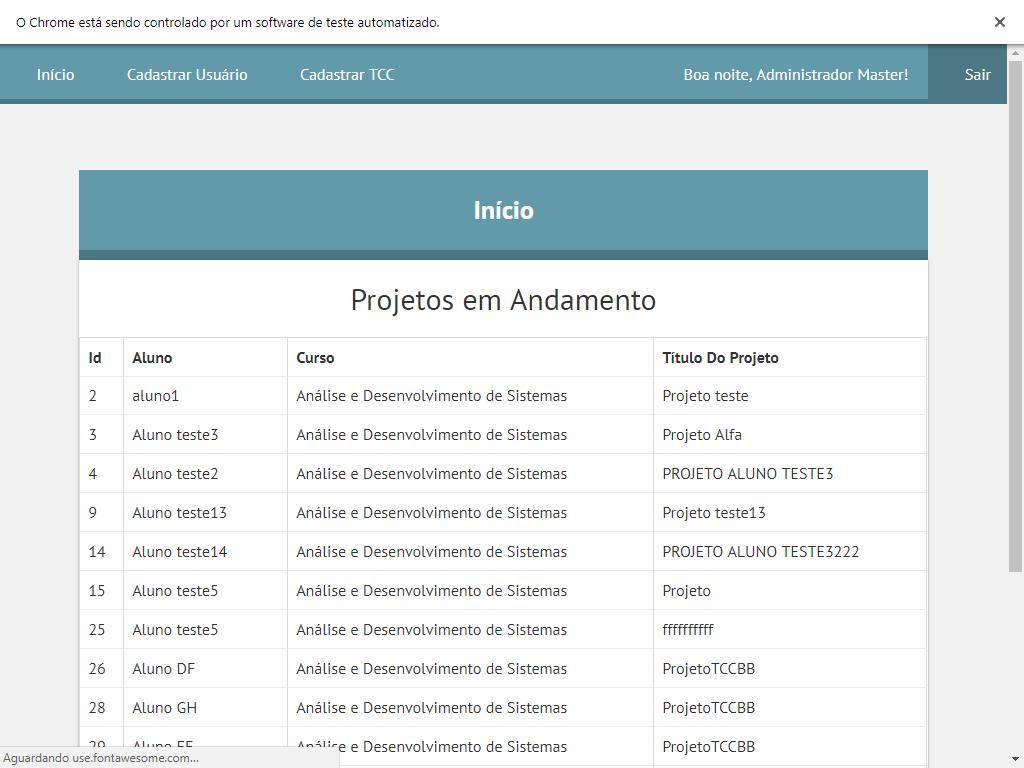 O Chrome está sendo controlado por um software de teste automatizado.
Início Cadastrar Usuário Cadastrar TCC Boa noite, Administrador Master! Sair
Início
Projetos em Andamento
Id Aluno Curso Título Do Projeto
2 aluno1 Análise e Desenvolvimento de Sistemas Projeto teste
3 Aluno teste3 Análise e Desenvolvimento de Sistemas Projeto Alfa
4 Aluno teste2 Análise e Desenvolvimento de Sistemas PROJETO ALUNO TESTE3
9 Aluno teste13 Análise e Desenvolvimento de Sistemas Projeto teste13
14 Aluno teste14 Análise e Desenvolvimento de Sistemas PROJETO ALUNO TESTE3222
15 Aluno teste5 Análise e Desenvolvimento de Sistemas Projeto
25 Aluno teste5 Análise e Desenvolvimento de Sistemas ffffffffff
26 Aluno DF Análise e Desenvolvimento de Sistemas ProjetoTCCBB
28 Aluno GH Análise e Desenvolvimento de Sistemas ProjetoTCCBB
29 Aluno Análise e Desenvolvimento de Sistemas ProjetoTCCBB
Aguardando use.fontawesome.com...